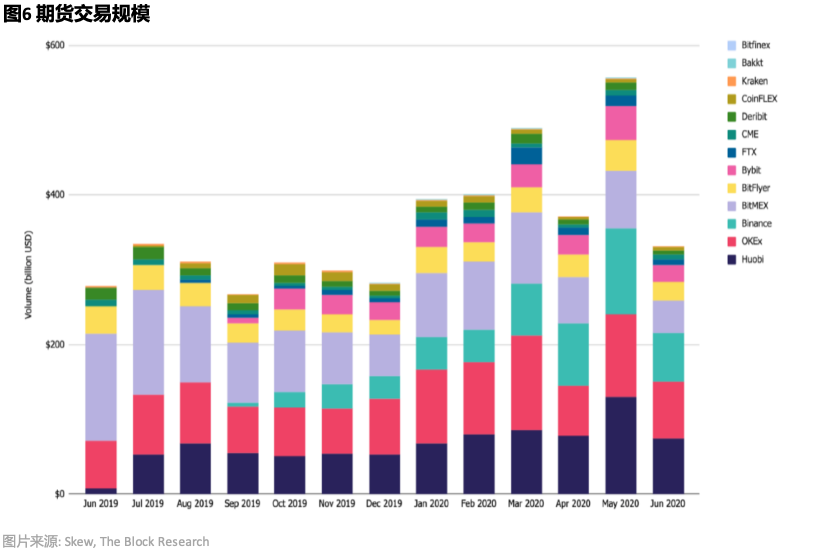 图6 期货交易规模
$600
$400
$200
$0
Volume (billion USD)
Jun 2019 Jul 2019 Aug 2019 Sep 2019 Oct 2019 Nov 2019 Dec 2019 Jan 2020 Feb 2020 Mar 2020 Apr 2020 May 2020 Jun 2020
Bitfinex
Bakkt
Kraken
CoinFLEX
Deribit
CME
FTX
Bybit
BitFlyer
BitMEX
Binance
OKEx
Huobi
图片来源: Skew, The Block Research